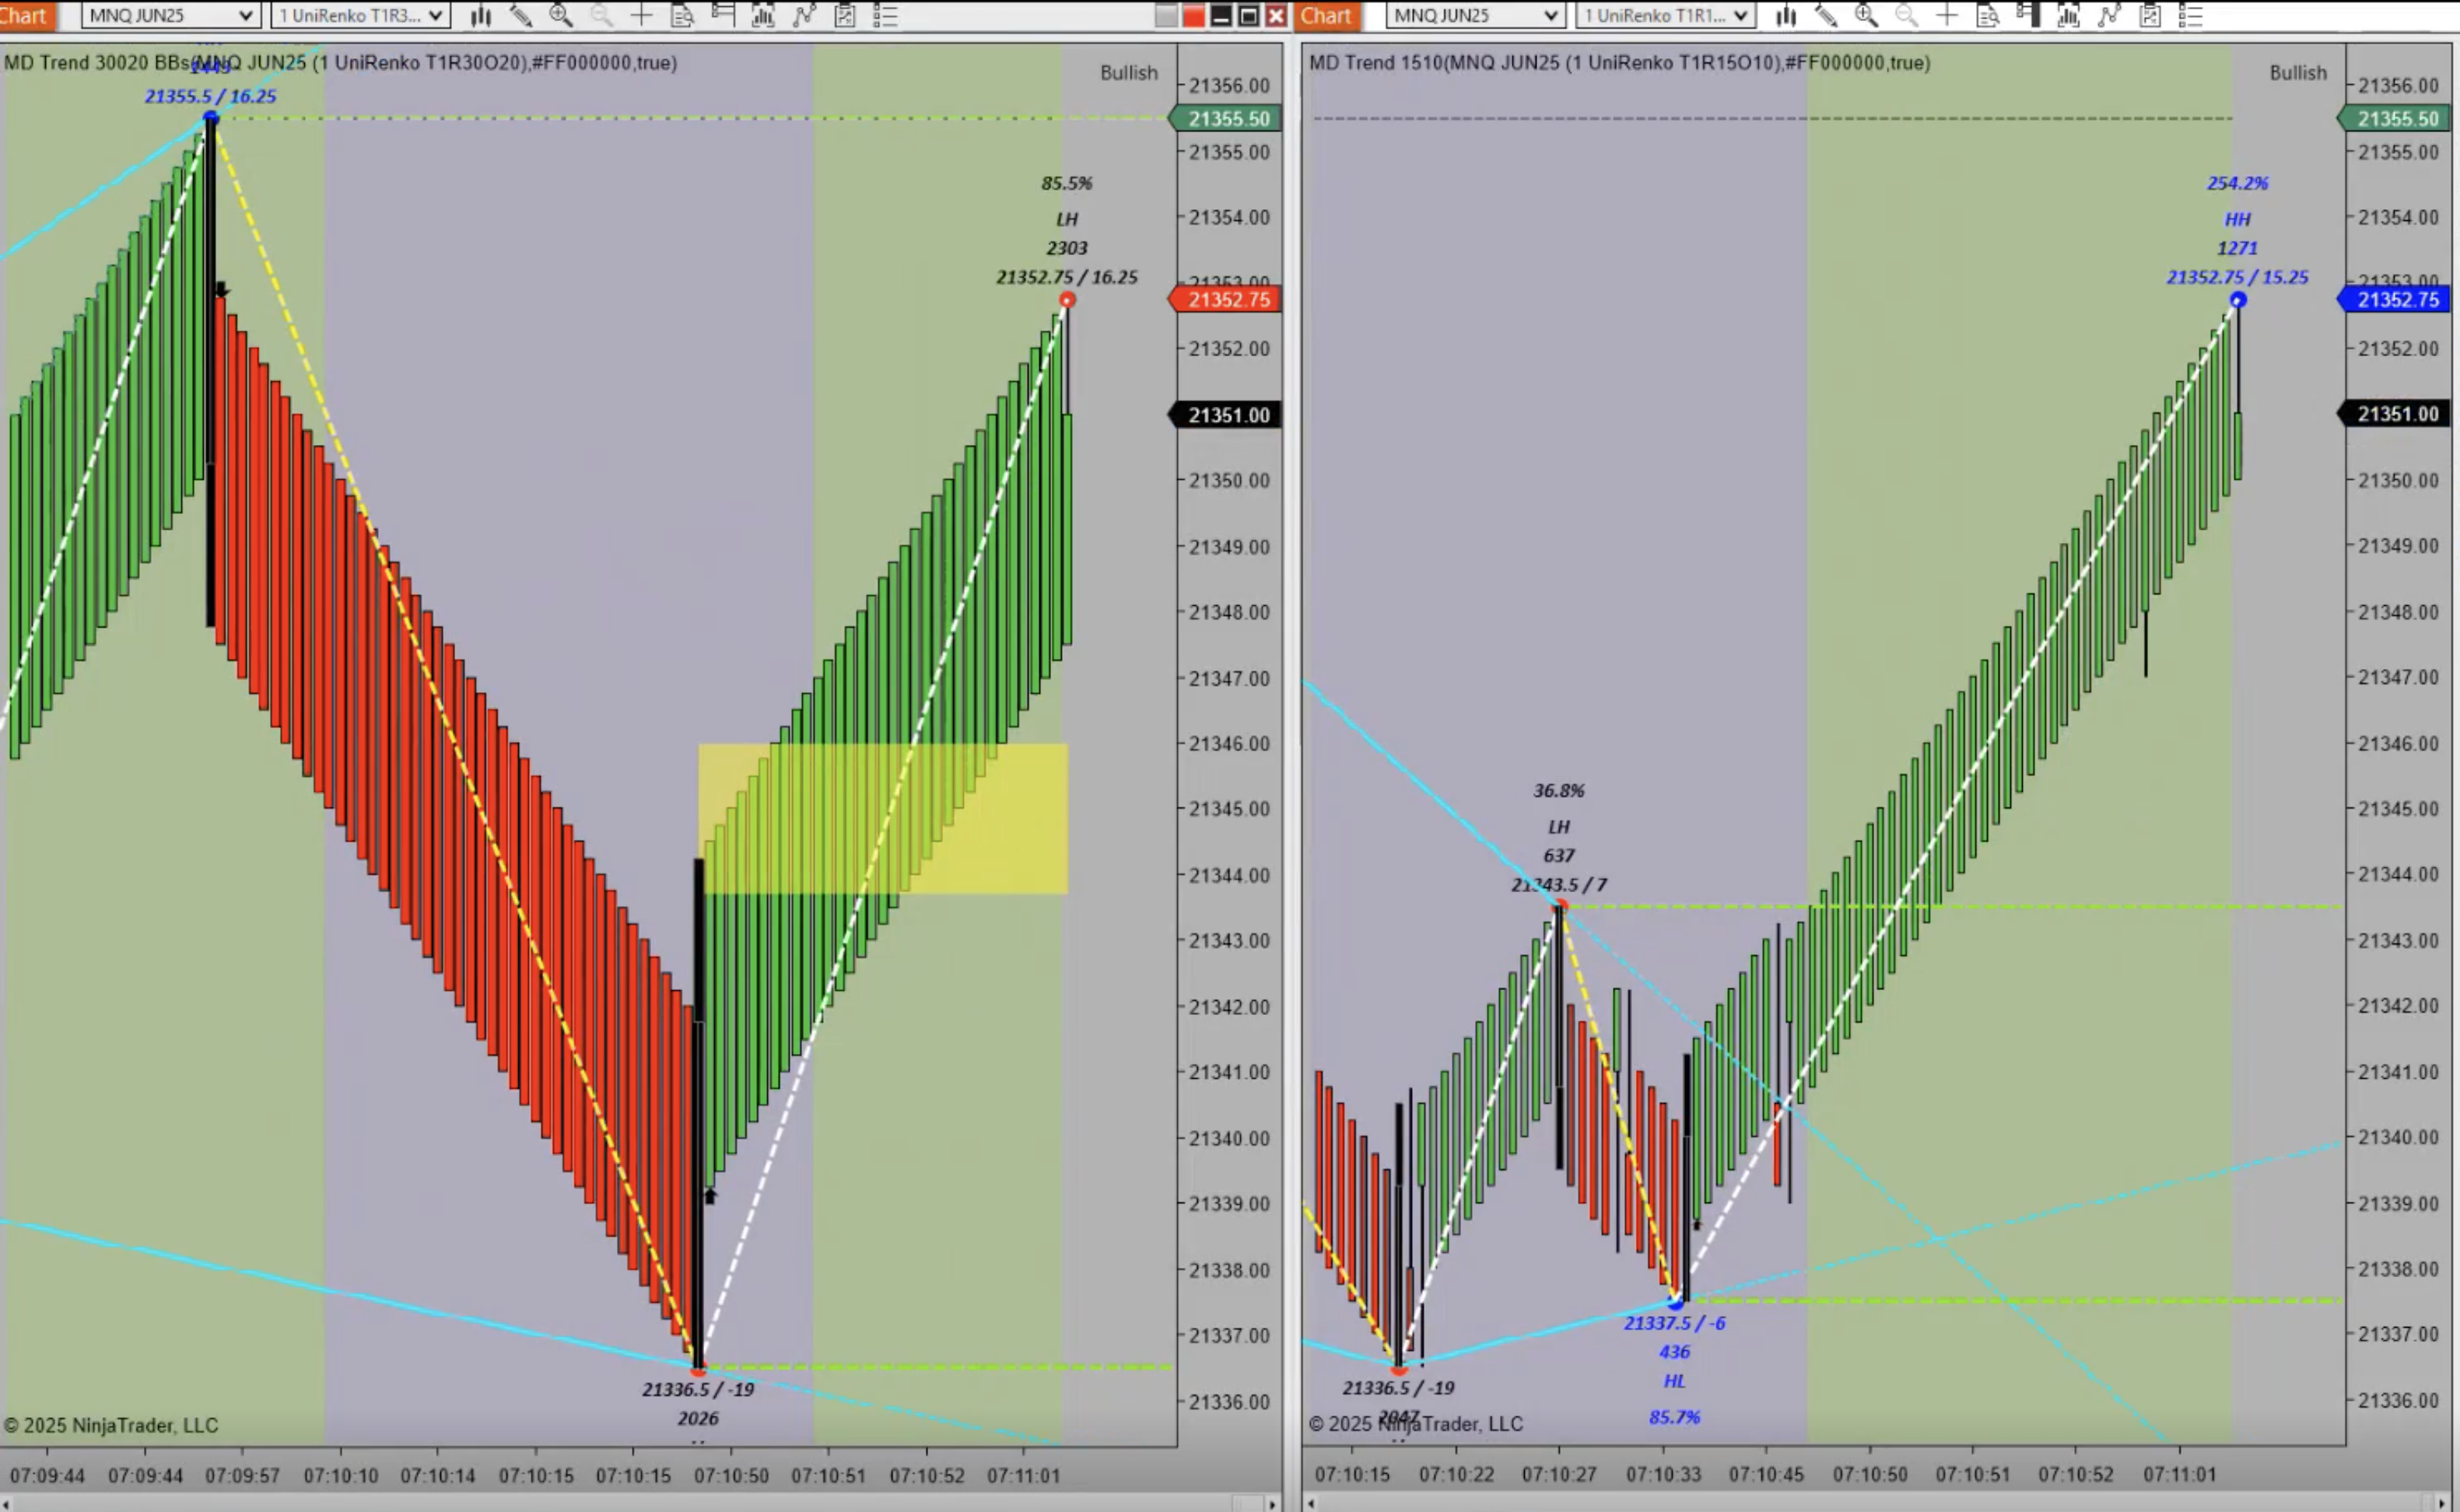 Chart
MNQ JUN25
1 UniRenko T1R3...
MD Trend 30020 BBs(MNQ JUN25 (1 UniRenko T1R30O20),#FF000000,true)
Bullish
21355.5 / 16.25
85.5%
LH
2303
21352.75 / 16.25
21336.5 / -19
2026
21356.00
21355.50
21355.00
21354.00
21353.00
21352.75
21352.00
21351.00
21350.00
21349.00
21348.00
21347.00
21346.00
21345.00
21344.00
21343.00
21342.00
21341.00
21340.00
21339.00
21338.00
21337.00
21336.00
© 2025 NinjaTrader, LLC
07:09:44 07:09:44 07:09:57 07:10:10 07:10:14 07:10:15 07:10:15 07:10:50 07:10:51 07:10:52 07:11:01
Chart
MNQ JUN25
1 UniRenko T1R1...
MD Trend 1510(MNQ JUN25 (1 UniRenko T1R15O10),#FF000000,true)
Bullish
254.2%
HH
1271
21352.75 / 15.25
36.8%
LH
637
21343.5 / 7
21337.5 / -6
436
HL
85.7%
21336.5 / -19
2047
21356.00
21355.50
21355.00
21354.00
21353.00
21352.75
21352.00
21351.00
21350.00
21349.00
21348.00
21347.00
21346.00
21345.00
21344.00
21343.00
21342.00
21341.00
21340.00
21339.00
21338.00
21337.00
21336.00
© 2025 NinjaTrader, LLC
07:10:15 07:10:22 07:10:27 07:10:33 07:10:45 07:10:50 07:10:51 07:10:52 07:11:01